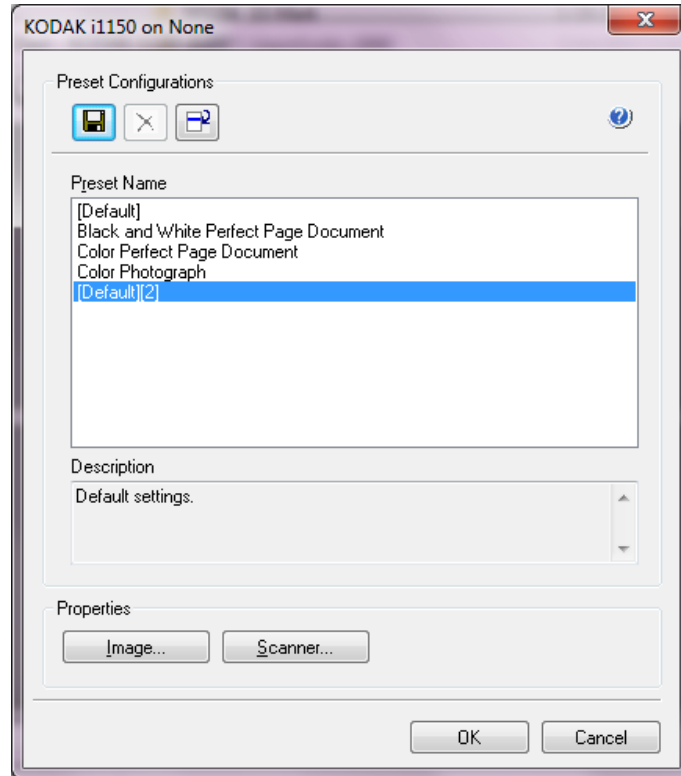 KODAK i1150 on None
Preset Configurations
Preset Name
[Default]
Black and White Perfect Page Document
Color Perfect Page Document
Color Photograph
[Default][2]
Description
Default settings.
Properties
Image... Scanner...
OK Cancel